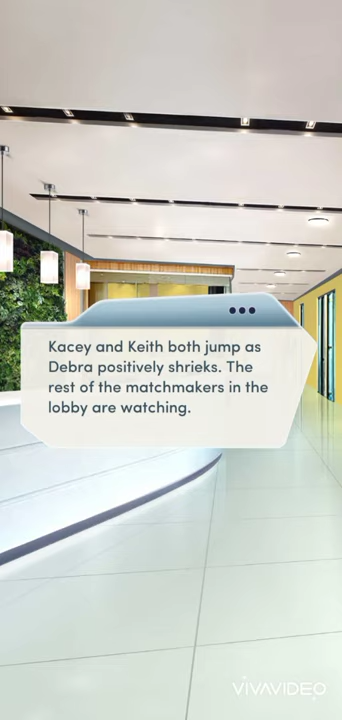 Kacey and Keith both jump as
Debra positively shrieks. The
rest of the matchmakers in the
lobby are watching.
VIVAVIDEO